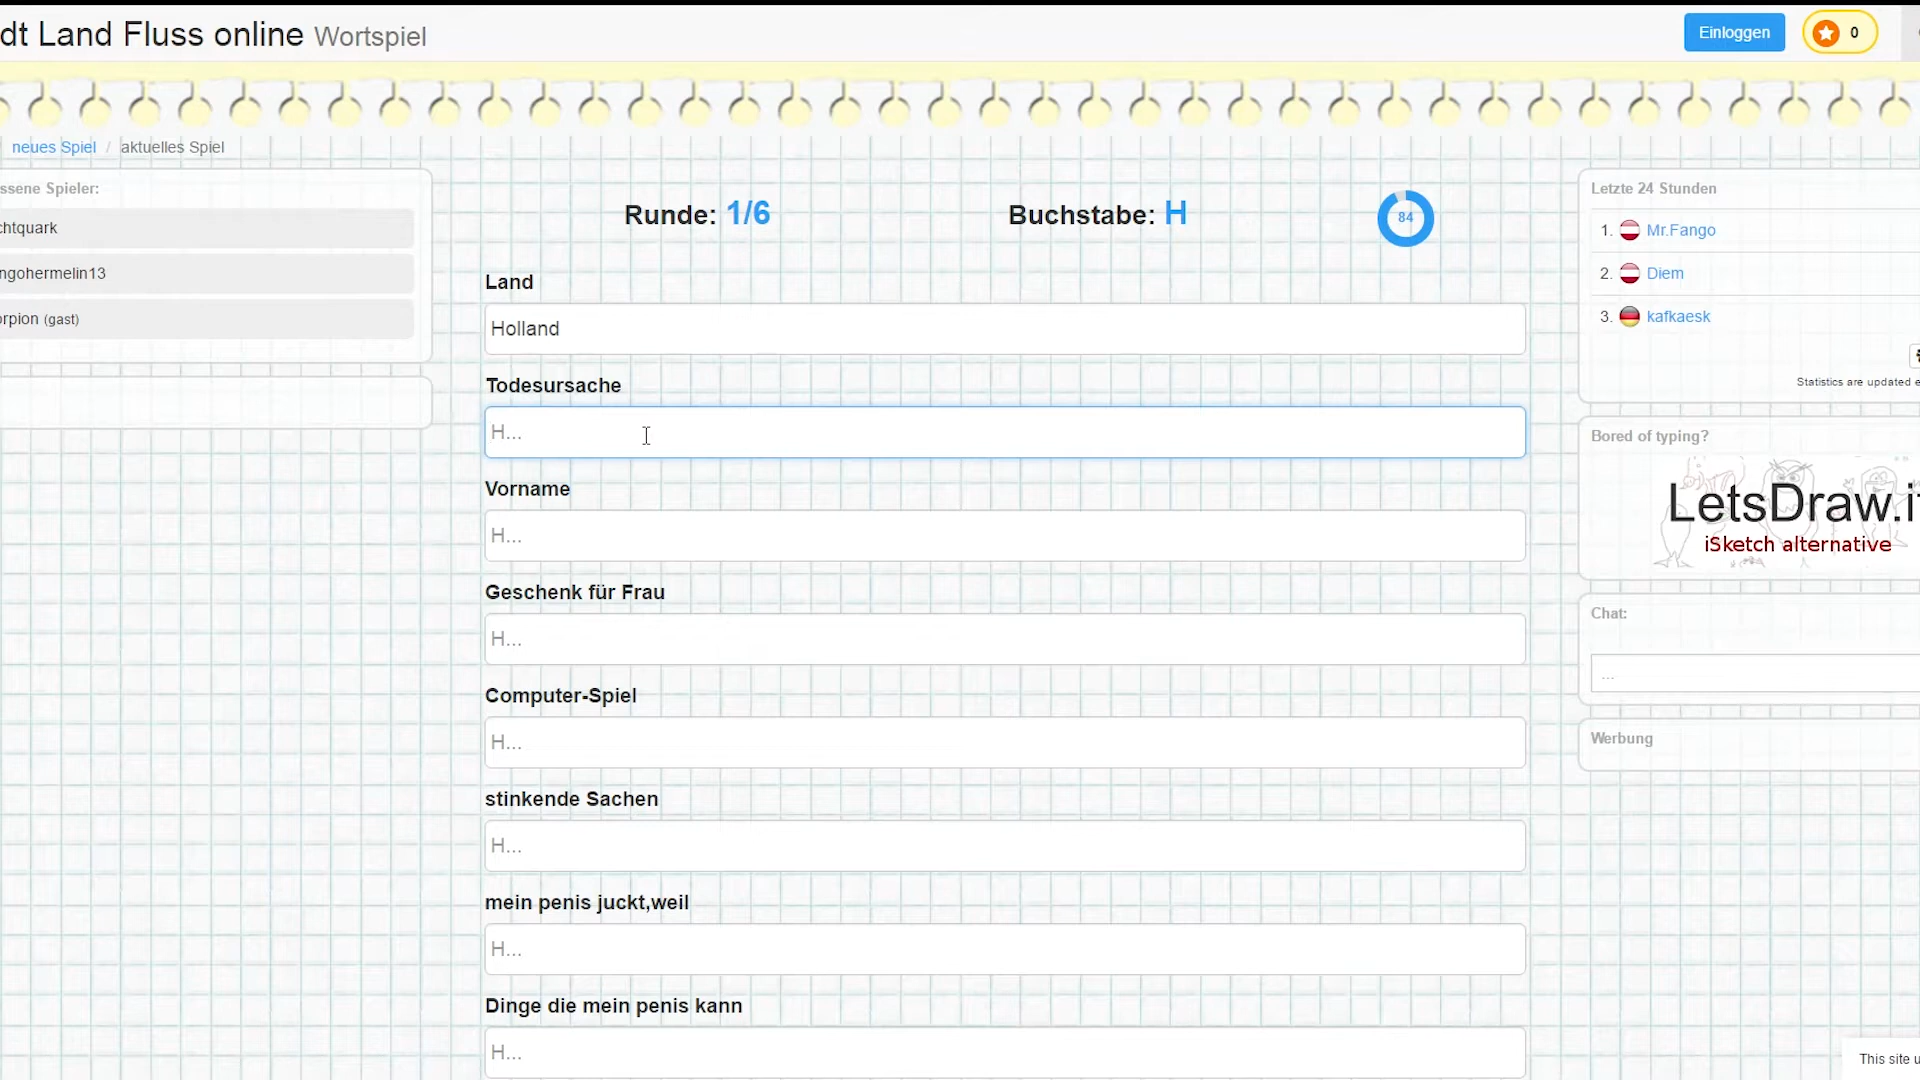 dt Land Fluss online Wortspiel
Einloggen
0
neues Spiel / aktuelles Spiel
ssene Spieler:
chtquark
ngohermelin13
orpion (gast)
Runde: 1/6
Buchstabe: H
84
Land
Holland
Todesursache
H...
Vorname
H...
Geschenk für Frau
H...
Computer-Spiel
H...
stinkende Sachen
H...
mein penis juckt,weil
H...
Dinge die mein penis kann
H...
Letzte 24 Stunden
1. Mr.Fango
2. Diem
3. kafkaesk
Statistics are updated e
Bored of typing?
LetsDraw.it
iSketch alternative
Chat:
...
Werbung
This site u